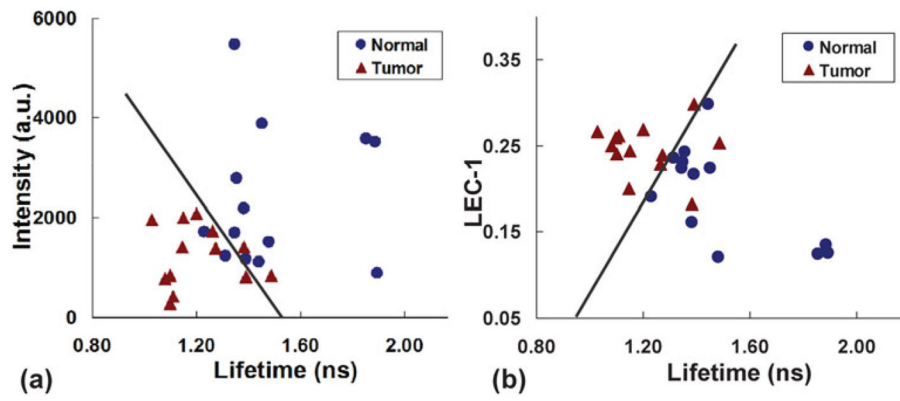 (a)
6000
4000
2000
0
Intensity (a.u.)
Normal
Tumor
0.80 1.20 1.60 2.00
Lifetime (ns)
(b)
0.35
0.25
0.15
0.05
LEC-1
Normal
Tumor
0.80 1.20 1.60 2.00
Lifetime (ns)